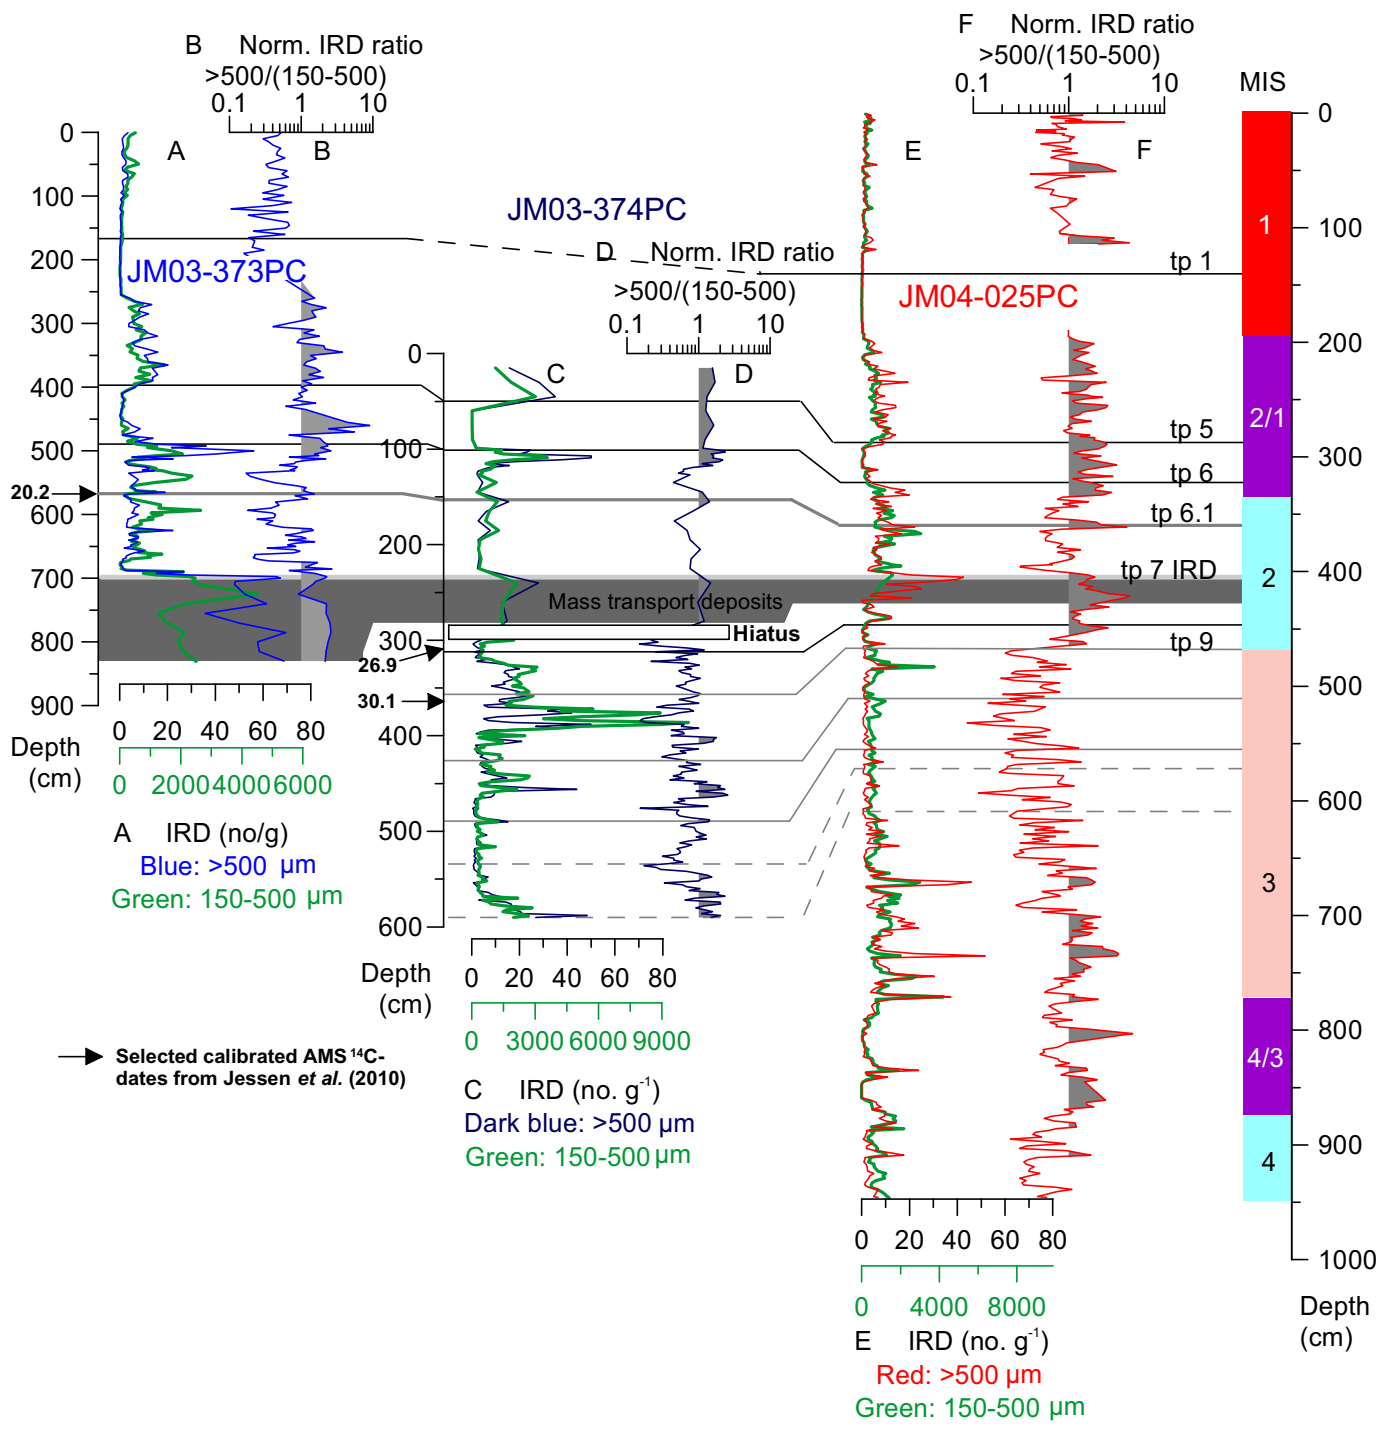 B Norm. IRD ratio
>500/(150-500)
0.1 1 10
F Norm. IRD ratio
>500/(150-500)
0.1 1 10
MIS
A
B
0
100
200
300
400
500
600
700
800
900
Depth
(cm)
JM03-373PC
20.2
0 20 40 60 80
0 2000 4000 6000
A IRD (no/g)
Blue: >500 µm
Green: 150-500 µm
JM03-374PC
D Norm. IRD ratio
>500/(150-500)
0.1 1 10
C
D
0
100
200
300
400
500
600
Depth
(cm)
Mass transport deposits
Hiatus
26.9
30.1
0 20 40 60 80
0 3000 6000 9000
C IRD (no. g-1)
Dark blue: >500 µm
Green: 150-500 µm
Selected calibrated AMS 14C-
dates from Jessen et al. (2010)
E
F
JM04-025PC
tp 1
tp 5
tp 6
tp 6.1
tp 7 IRD
tp 9
1
2/1
2
3
4/3
4
0
100
200
300
400
500
600
700
800
900
1000
Depth
(cm)
0 20 40 60 80
0 4000 8000
E IRD (no. g-1)
Red: >500 µm
Green: 150-500 µm